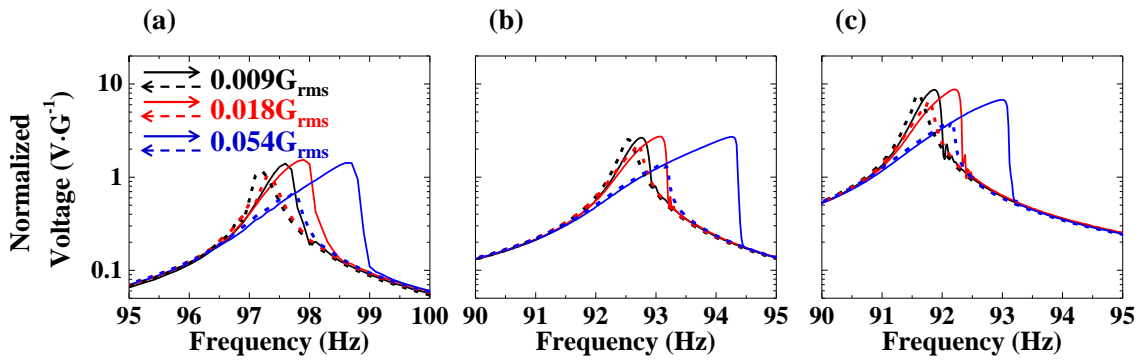 (a) (b) (c)
0.009Grms
0.018Grms
0.054Grms
Normalized
Voltage (V·G-1)
10
1
0.1
95 96 97 98 99 100 90 91 92 93 94 95 90 91 92 93 94 95
Frequency (Hz) Frequency (Hz) Frequency (Hz)